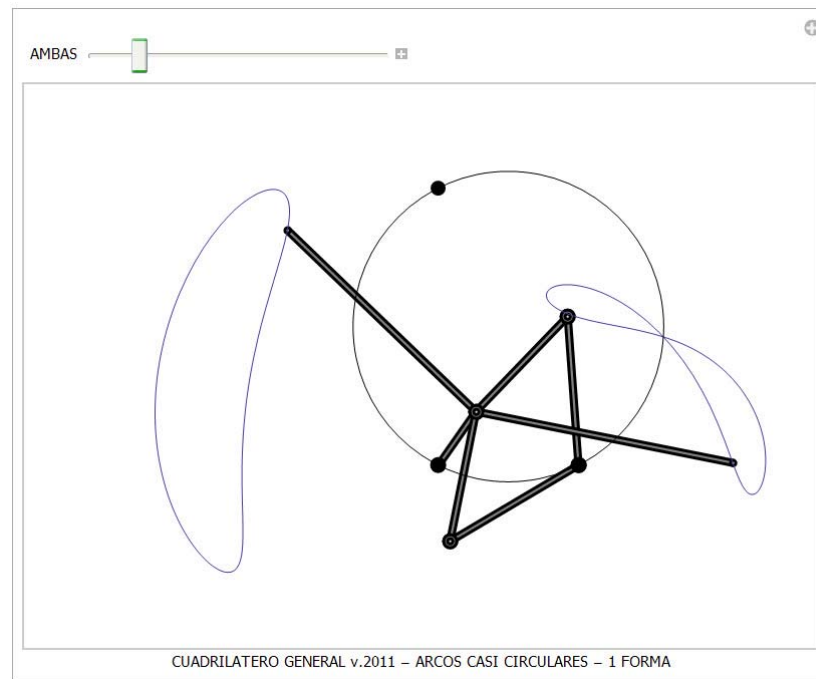 AMBAS
CUADRILATERO GENERAL v.2011 – ARCOS CASI CIRCULARES – 1 FORMA